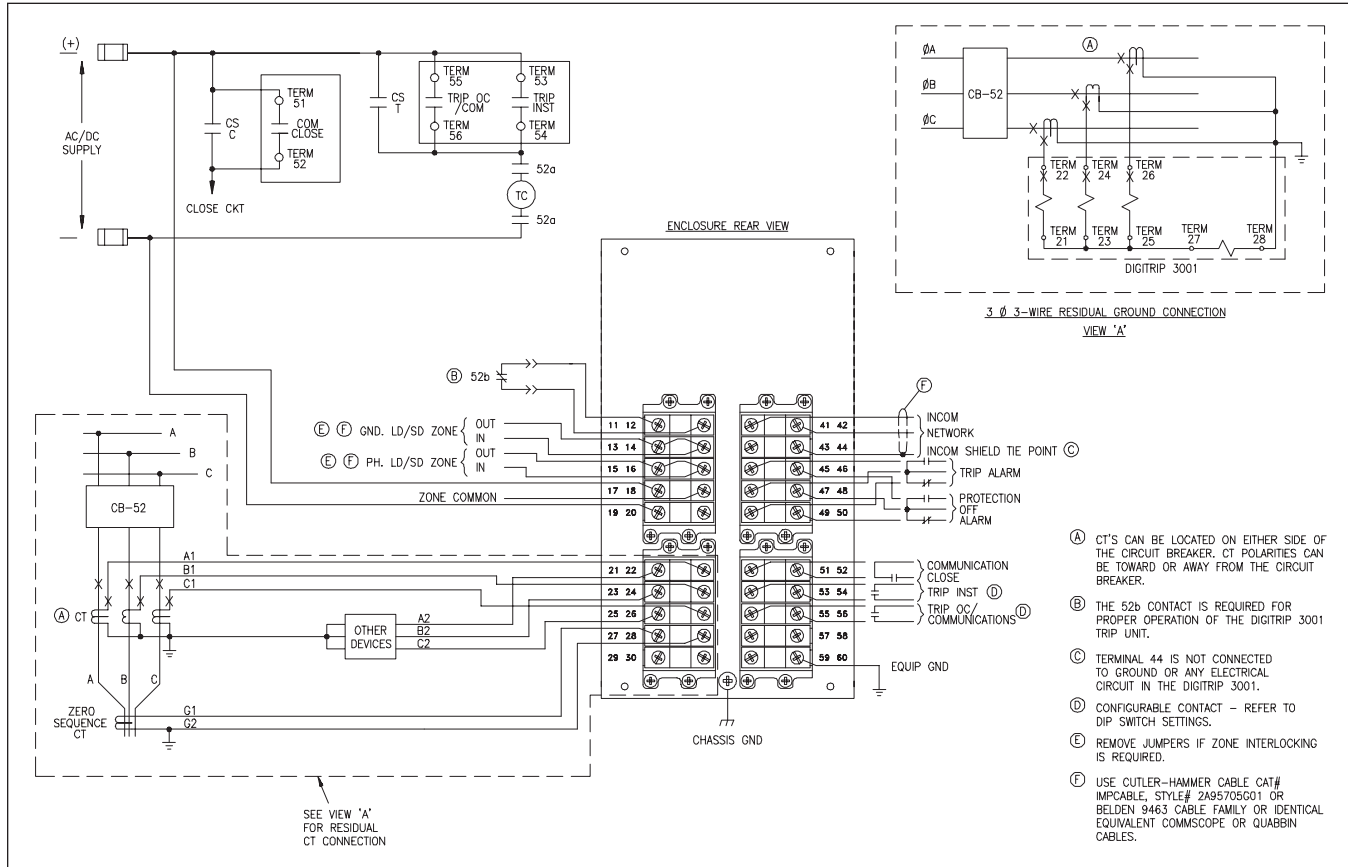 (+)
AC/DC
SUPPLY
—
CS
C
TERM
51
COM
CLOSE
TERM
52
CLOSE CKT
CS
T
TERM
55
TRIP OC
/COM
TERM
56
TERM
53
TRIP
INST
TERM
54
52a
TC
52a
ØA
ØB
ØC
CB-52
A
TERM
22
TERM
24
TERM
26
TERM
21
TERM
23
TERM
25
TERM
27
TERM
28
DIGITRIP 3001
3 Ø 3-WIRE RESIDUAL GROUND CONNECTION
VIEW 'A'
ENCLOSURE REAR VIEW
B 52b
E F GND. LD/SD ZONE { OUT
IN
E F PH. LD/SD ZONE { OUT
IN
ZONE COMMON
11 12
13 14
15 16
17 18
19 20
21 22
23 24
25 26
27 28
29 30
41 42
43 44
45 46
47 48
49 50
51 52
53 54
55 56
57 58
59 60
F
INCOM
NETWORK
INCOM SHIELD TIE POINT C
TRIP ALARM
PROTECTION
OFF
ALARM
COMMUNICATION
CLOSE
TRIP INST D
TRIP OC/
COMMUNICATIONS D
EQUIP GND
CHASSIS GND
A
B
C
CB-52
A1
B1
C1
A CT
OTHER
DEVICES
A2
B2
C2
A B C
ZERO
SEQUENCE
CT
G1
G2
SEE VIEW 'A'
FOR RESIDUAL
CT CONNECTION
A CT'S CAN BE LOCATED ON EITHER SIDE OF
THE CIRCUIT BREAKER. CT POLARITIES CAN
BE TOWARD OR AWAY FROM THE CIRCUIT
BREAKER.
B THE 52b CONTACT IS REQUIRED FOR
PROPER OPERATION OF THE DIGITRIP 3001
TRIP UNIT.
C TERMINAL 44 IS NOT CONNECTED
TO GROUND OR ANY ELECTRICAL
CIRCUIT IN THE DIGITRIP 3001.
D CONFIGURABLE CONTACT - REFER TO
DIP SWITCH SETTINGS.
E REMOVE JUMPERS IF ZONE INTERLOCKING
IS REQUIRED.
F USE CUTLER-HAMMER CABLE CAT#
IMPCABLE, STYLE# 2A95705G01 OR
BELDEN 9463 CABLE FAMILY OR IDENTICAL
EQUIVALENT COMMSCOPE OR QUABBIN
CABLES.